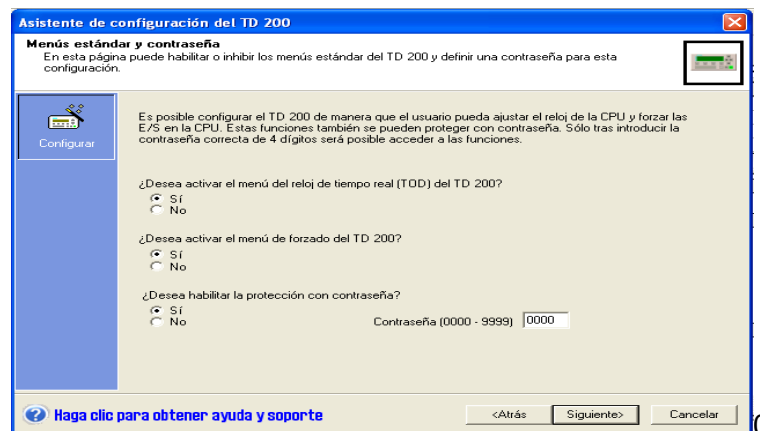 Asistente de configuración del TD 200
Menús estándar y contraseña
En esta página puede habilitar o inhibir los menús estándar del TD 200 y definir una contraseña para esta
configuración.
Configurar
Es posible configurar el TD 200 de manera que el usuario pueda ajustar el reloj de la CPU y forzar las
E/S en la CPU. Estas funciones también se pueden proteger con contraseña. Sólo tras introducir la
contraseña correcta de 4 dígitos será posible acceder a las funciones.
¿Desea activar el menú del reloj de tiempo real (TOD) del TD 200?
Sí
No
¿Desea activar el menú de forzado del TD 200?
Sí
No
¿Desea habilitar la protección con contraseña?
Sí
No
Contraseña (0000 - 9999) 0000
Haga clic para obtener ayuda y soporte
<Atrás
Siguiente>
Cancelar